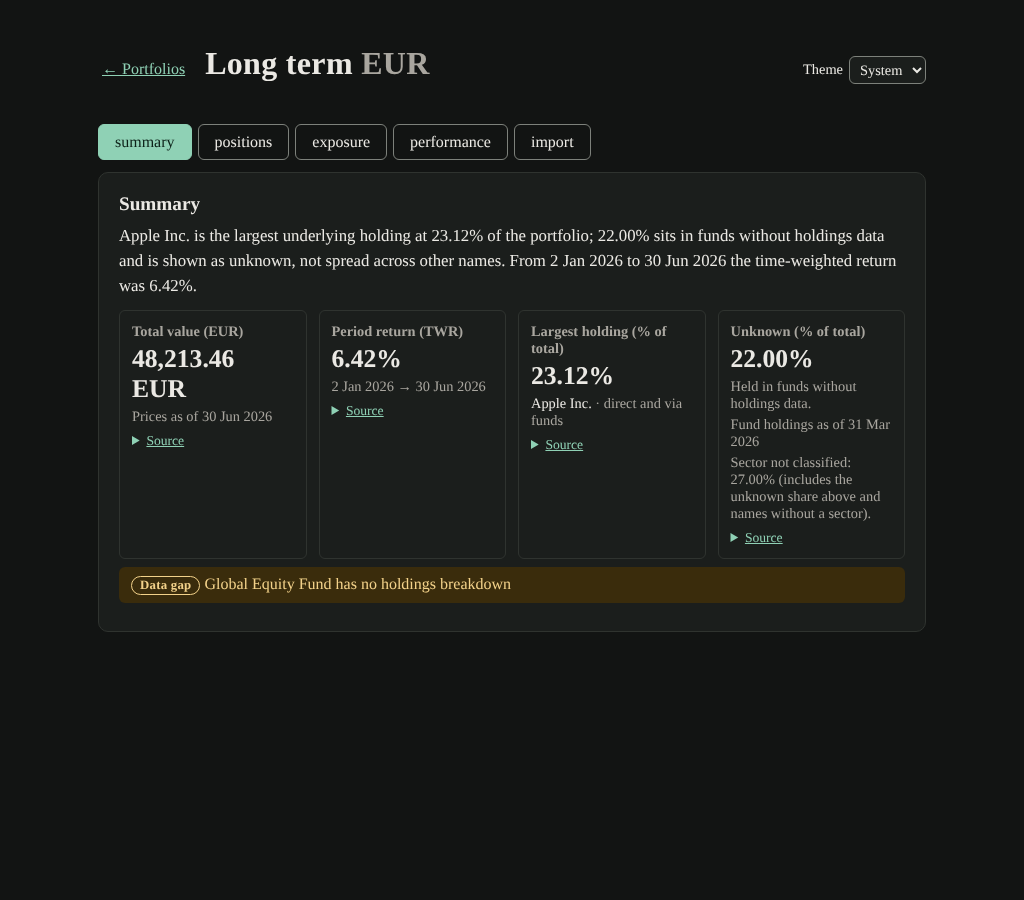 ← Portfolios
Long term EUR
Theme
System
summary
positions
exposure
performance
import
Summary
Apple Inc. is the largest underlying holding at 23.12% of the portfolio; 22.00% sits in funds without holdings data
and is shown as unknown, not spread across other names. From 2 Jan 2026 to 30 Jun 2026 the time-weighted return
was 6.42%.
Total value (EUR)
48,213.46
EUR
Prices as of 30 Jun 2026
Source
Period return (TWR)
6.42%
2 Jan 2026 → 30 Jun 2026
Source
Largest holding (% of
total)
23.12%
Apple Inc. · direct and via
funds
Source
Unknown (% of total)
22.00%
Held in funds without
holdings data.
Fund holdings as of 31 Mar
2026
Sector not classified:
27.00% (includes the
unknown share above and
names without a sector).
Source
Data gap Global Equity Fund has no holdings breakdown